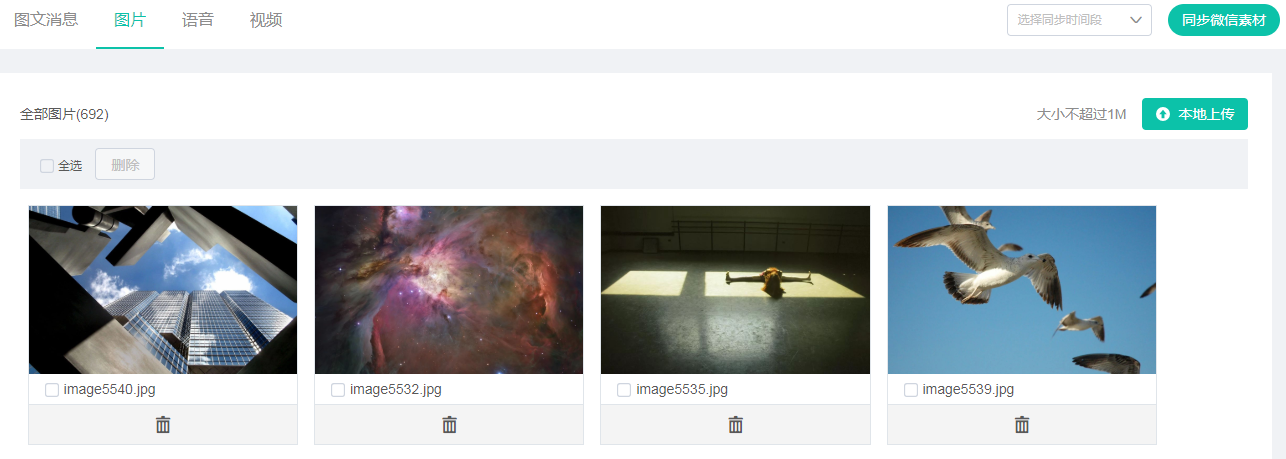 图文消息 图片 语音 视频 选择同步时间段 同步微信素材
全部图片(692) 大小不超过1M 本地上传
全选 删除
image5540.jpg image5532.jpg image5535.jpg image5539.jpg